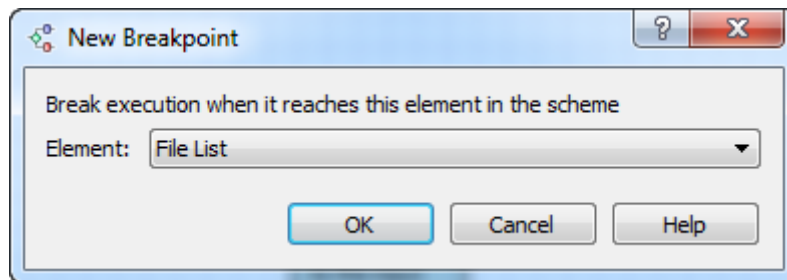 New Breakpoint
Break execution when it reaches this element in the scheme
Element: File List
OK Cancel Help